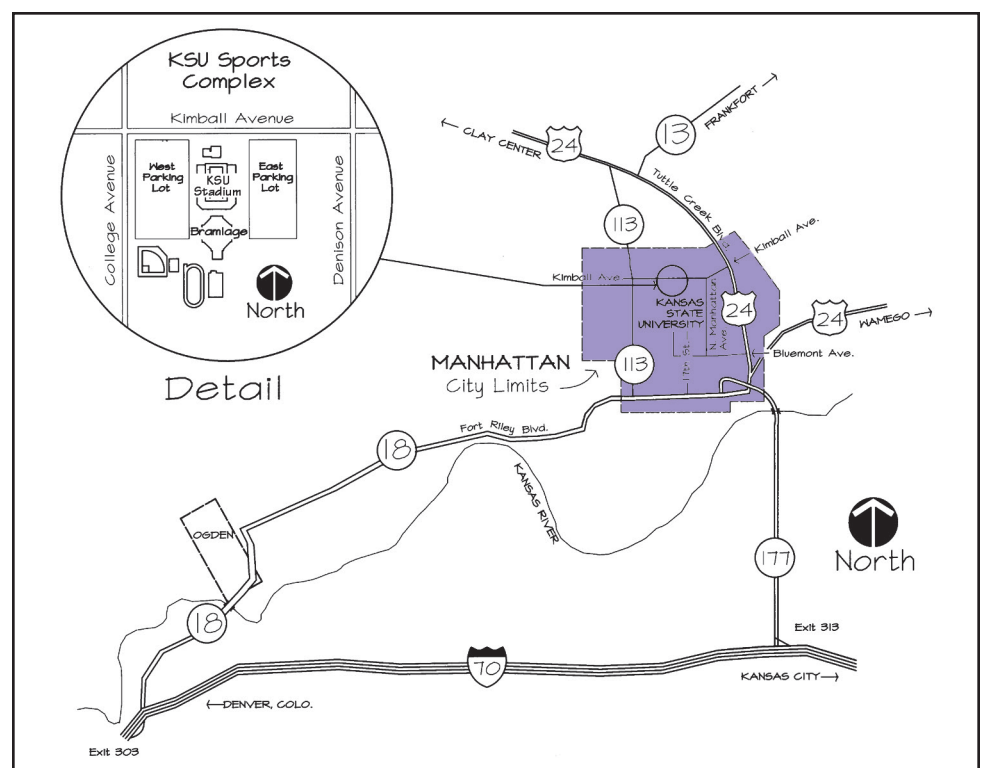 KSU Sports
Complex
Kimball Avenue
College Avenue
West
Parking
Lot
KSU
Stadium
East
Parking
Lot
Bramlage
Denison Avenue
North
Detail
← CLAY CENTER
24
13
FRANKFORT →
Tuttle Creek Blvd
113
Kimball Ave.
Kimball Ave
KANSAS
STATE
UNIVERSITY
N. Manhattan
Ave
24
24
WAMEGO →
MANHATTAN
City Limits
113
17th St.
← Bluemont Ave.
Fort Riley Blvd.
18
KANSAS RIVER
OGDEN
18
177
North
Exit 313
70
KANSAS CITY →
← DENVER, COLO.
Exit 303